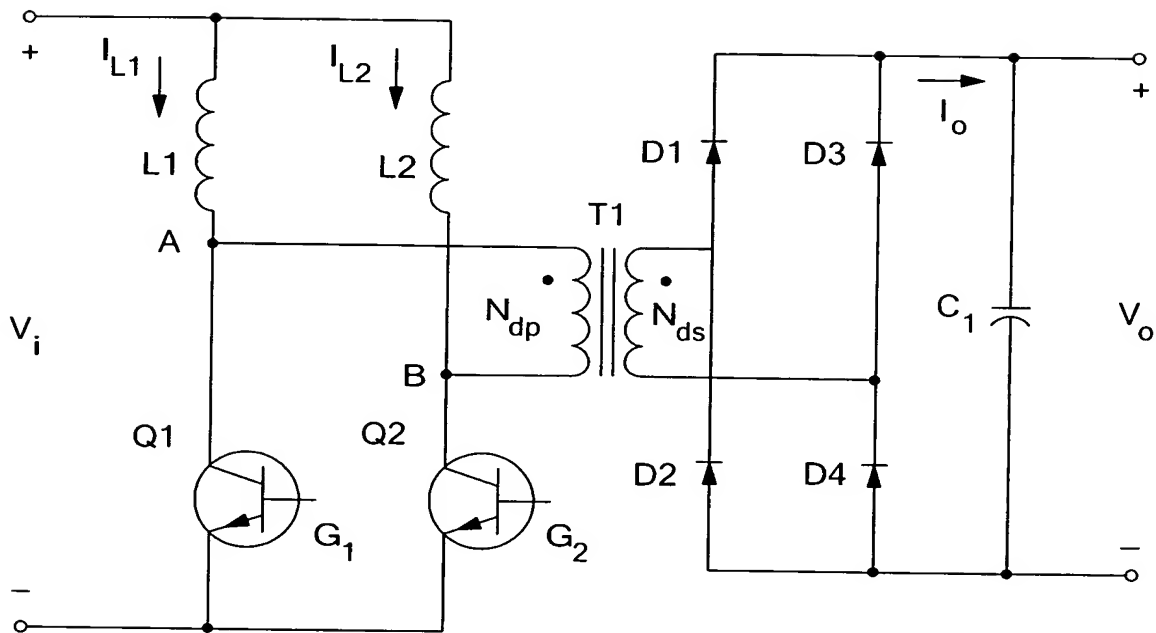 +
I_L1
I_L2
+
I_o
L1
L2
D1
D3
A
T1
N_dp
N_ds
C_1
V_i
V_o
B
Q1
Q2
D2
D4
G_1
G_2
−
−